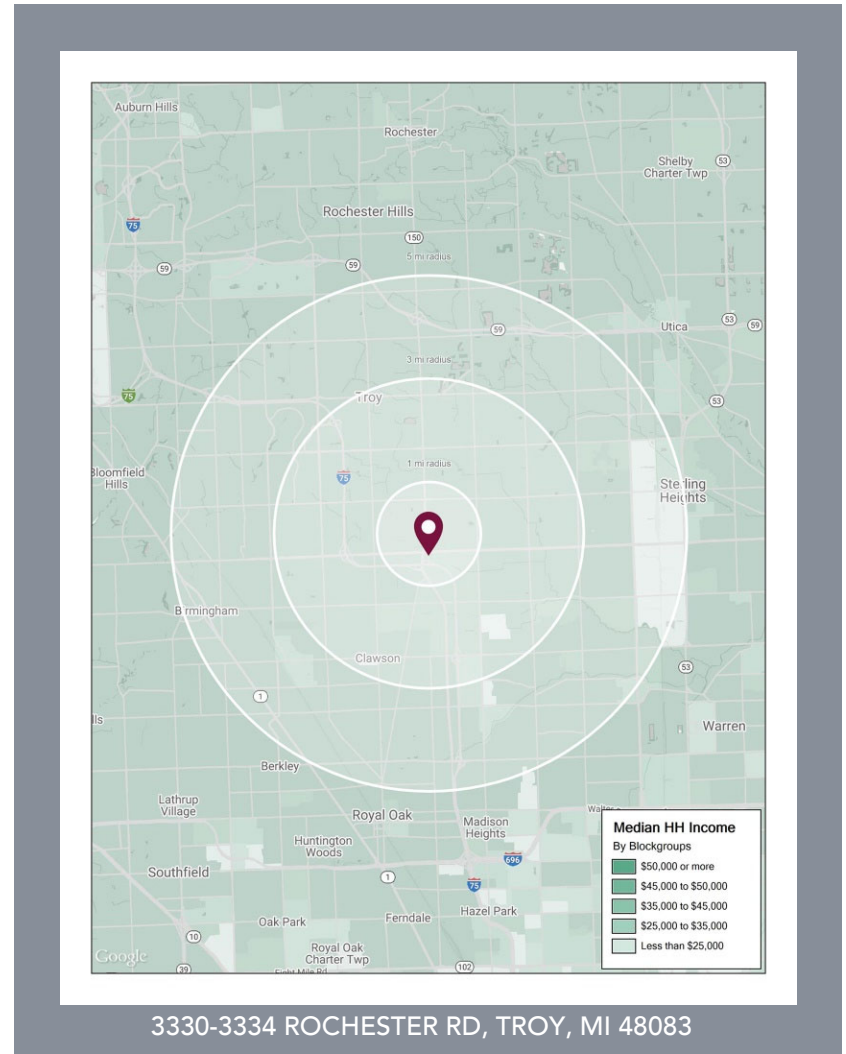 Auburn Hills
Rochester
Shelby
Charter Twp
53
Rochester Hills
75
150
5 mi radius
59
59
53
59
Utica
59
3 mi radius
75
Troy
53
1 mi radius
Bloomfield
Hills
75
Sterling
Heights
Birmingham
Clawson
53
1
lls
Warren
Berkley
Lathrup
Village
Royal Oak
Madison
Heights
Huntington
Woods
696
Southfield
1
75
Hazel Park
Oak Park
Ferndale
10
Royal Oak
Charter Twp
Google
39
Eight Mile Rd
102
Median HH Income
By Blockgroups
$50,000 or more
$45,000 to $50,000
$35,000 to $45,000
$25,000 to $35,000
Less than $25,000
3330-3334 ROCHESTER RD, TROY, MI 48083